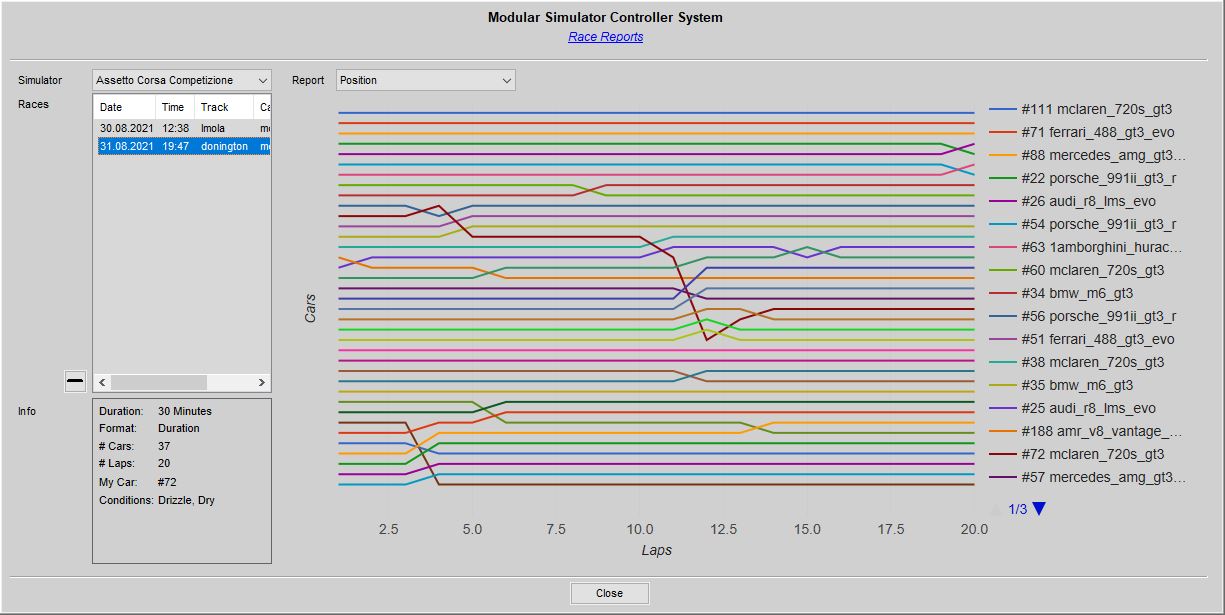 Modular Simulator Controller System
Race Reports
Simulator Assetto Corsa Competizione Report Position
Races
Date Time Track Ca
30.08.2021 12:38 Imola m
31.08.2021 19:47 donington m
Info
Duration: 30 Minutes
Format: Duration
# Cars: 37
# Laps: 20
My Car: #72
Conditions: Drizzle, Dry
Cars
2.5 5.0 7.5 10.0 12.5 15.0 17.5 20.0
Laps
#111 mclaren_720s_gt3
#71 ferrari_488_gt3_evo
#88 mercedes_amg_gt3...
#22 porsche_991ii_gt3_r
#26 audi_r8_lms_evo
#54 porsche_991ii_gt3_r
#63 1amborghini_hurac...
#60 mclaren_720s_gt3
#34 bmw_m6_gt3
#56 porsche_991ii_gt3_r
#51 ferrari_488_gt3_evo
#38 mclaren_720s_gt3
#35 bmw_m6_gt3
#25 audi_r8_lms_evo
#188 amr_v8_vantage_...
#72 mclaren_720s_gt3
#57 mercedes_amg_gt3...
1/3
Close